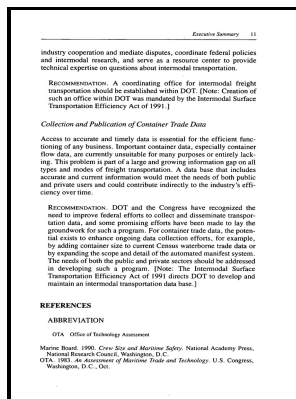 Executive Summary 11
industry cooperation and mediate disputes, coordinate federal policies
and intermodal research, and serve as a resource center to provide
technical expertise on questions about intermodal transportation.
RECOMMENDATION. A coordinating office for intermodal freight
transportation should be established within DOT. [Note: Creation of
such an office within DOT was mandated by the Intermodal Surface
Transportation Efficiency Act of 1991.]
Collection and Publication of Container Trade Data
Access to accurate and timely data is essential for the efficient func-
tioning of any business. Important container data, especially container
flow data, are currently unsuitable for many purposes or entirely lack-
ing. This problem is part of a large and growing information gap on all
types and modes of freight transportation. A data base that includes
accurate and current information would meet the needs of both public
and private users and could contribute indirectly to the industry's effi-
ciency over time.
RECOMMENDATION. DOT and the Congress have recognized the
need to improve federal efforts to collect and disseminate transpor-
tation data, and some promising efforts have been made to lay the
groundwork for such a program. For container trade data, the poten-
tial exists to enhance ongoing data collection efforts, for example,
by adding container size to current Census waterborne trade data or
by expanding the scope and detail of the automated manifest system.
The needs of both the public and private sectors should be addressed
in developing such a program. [Note: The Intermodal Surface
Transportation Efficiency Act of 1991 directs DOT to develop and
maintain an intermodal transportation data base.]
REFERENCES
ABBREVIATION
OTA Office of Technology Assessment
Marine Board. 1990. Crew Size and Maritime Safety. National Academy Press,
National Research Council, Washington, D.C.
OTA. 1983. An Assessment of Maritime Trade and Technology. U.S. Congress,
Washington, D.C., Oct.